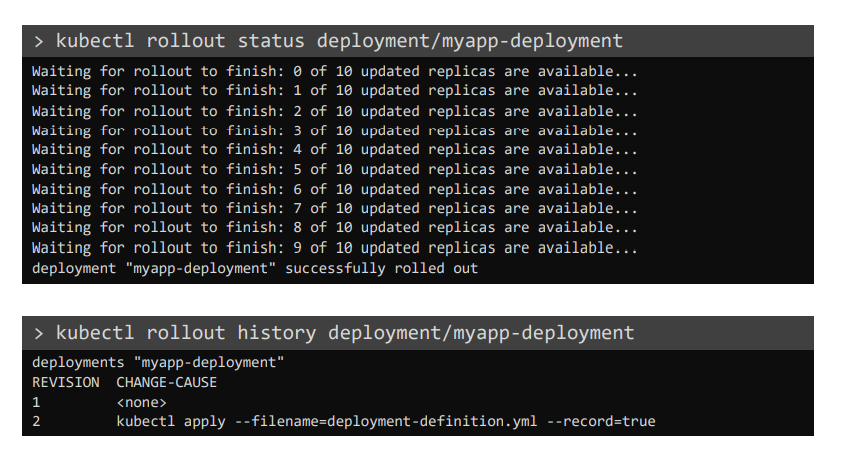 > kubectl rollout status deployment/myapp-deployment
Waiting for rollout to finish: 0 of 10 updated replicas are available...
Waiting for rollout to finish: 1 of 10 updated replicas are available...
Waiting for rollout to finish: 2 of 10 updated replicas are available...
Waiting for rollout to finish: 3 of 10 updated replicas are available...
Waiting for rollout to finish: 4 of 10 updated replicas are available...
Waiting for rollout to finish: 5 of 10 updated replicas are available...
Waiting for rollout to finish: 6 of 10 updated replicas are available...
Waiting for rollout to finish: 7 of 10 updated replicas are available...
Waiting for rollout to finish: 8 of 10 updated replicas are available...
Waiting for rollout to finish: 9 of 10 updated replicas are available...
deployment "myapp-deployment" successfully rolled out
> kubectl rollout history deployment/myapp-deployment
deployments "myapp-deployment"
REVISION CHANGE-CAUSE
1 <none>
2 kubectl apply --filename=deployment-definition.yml --record=true